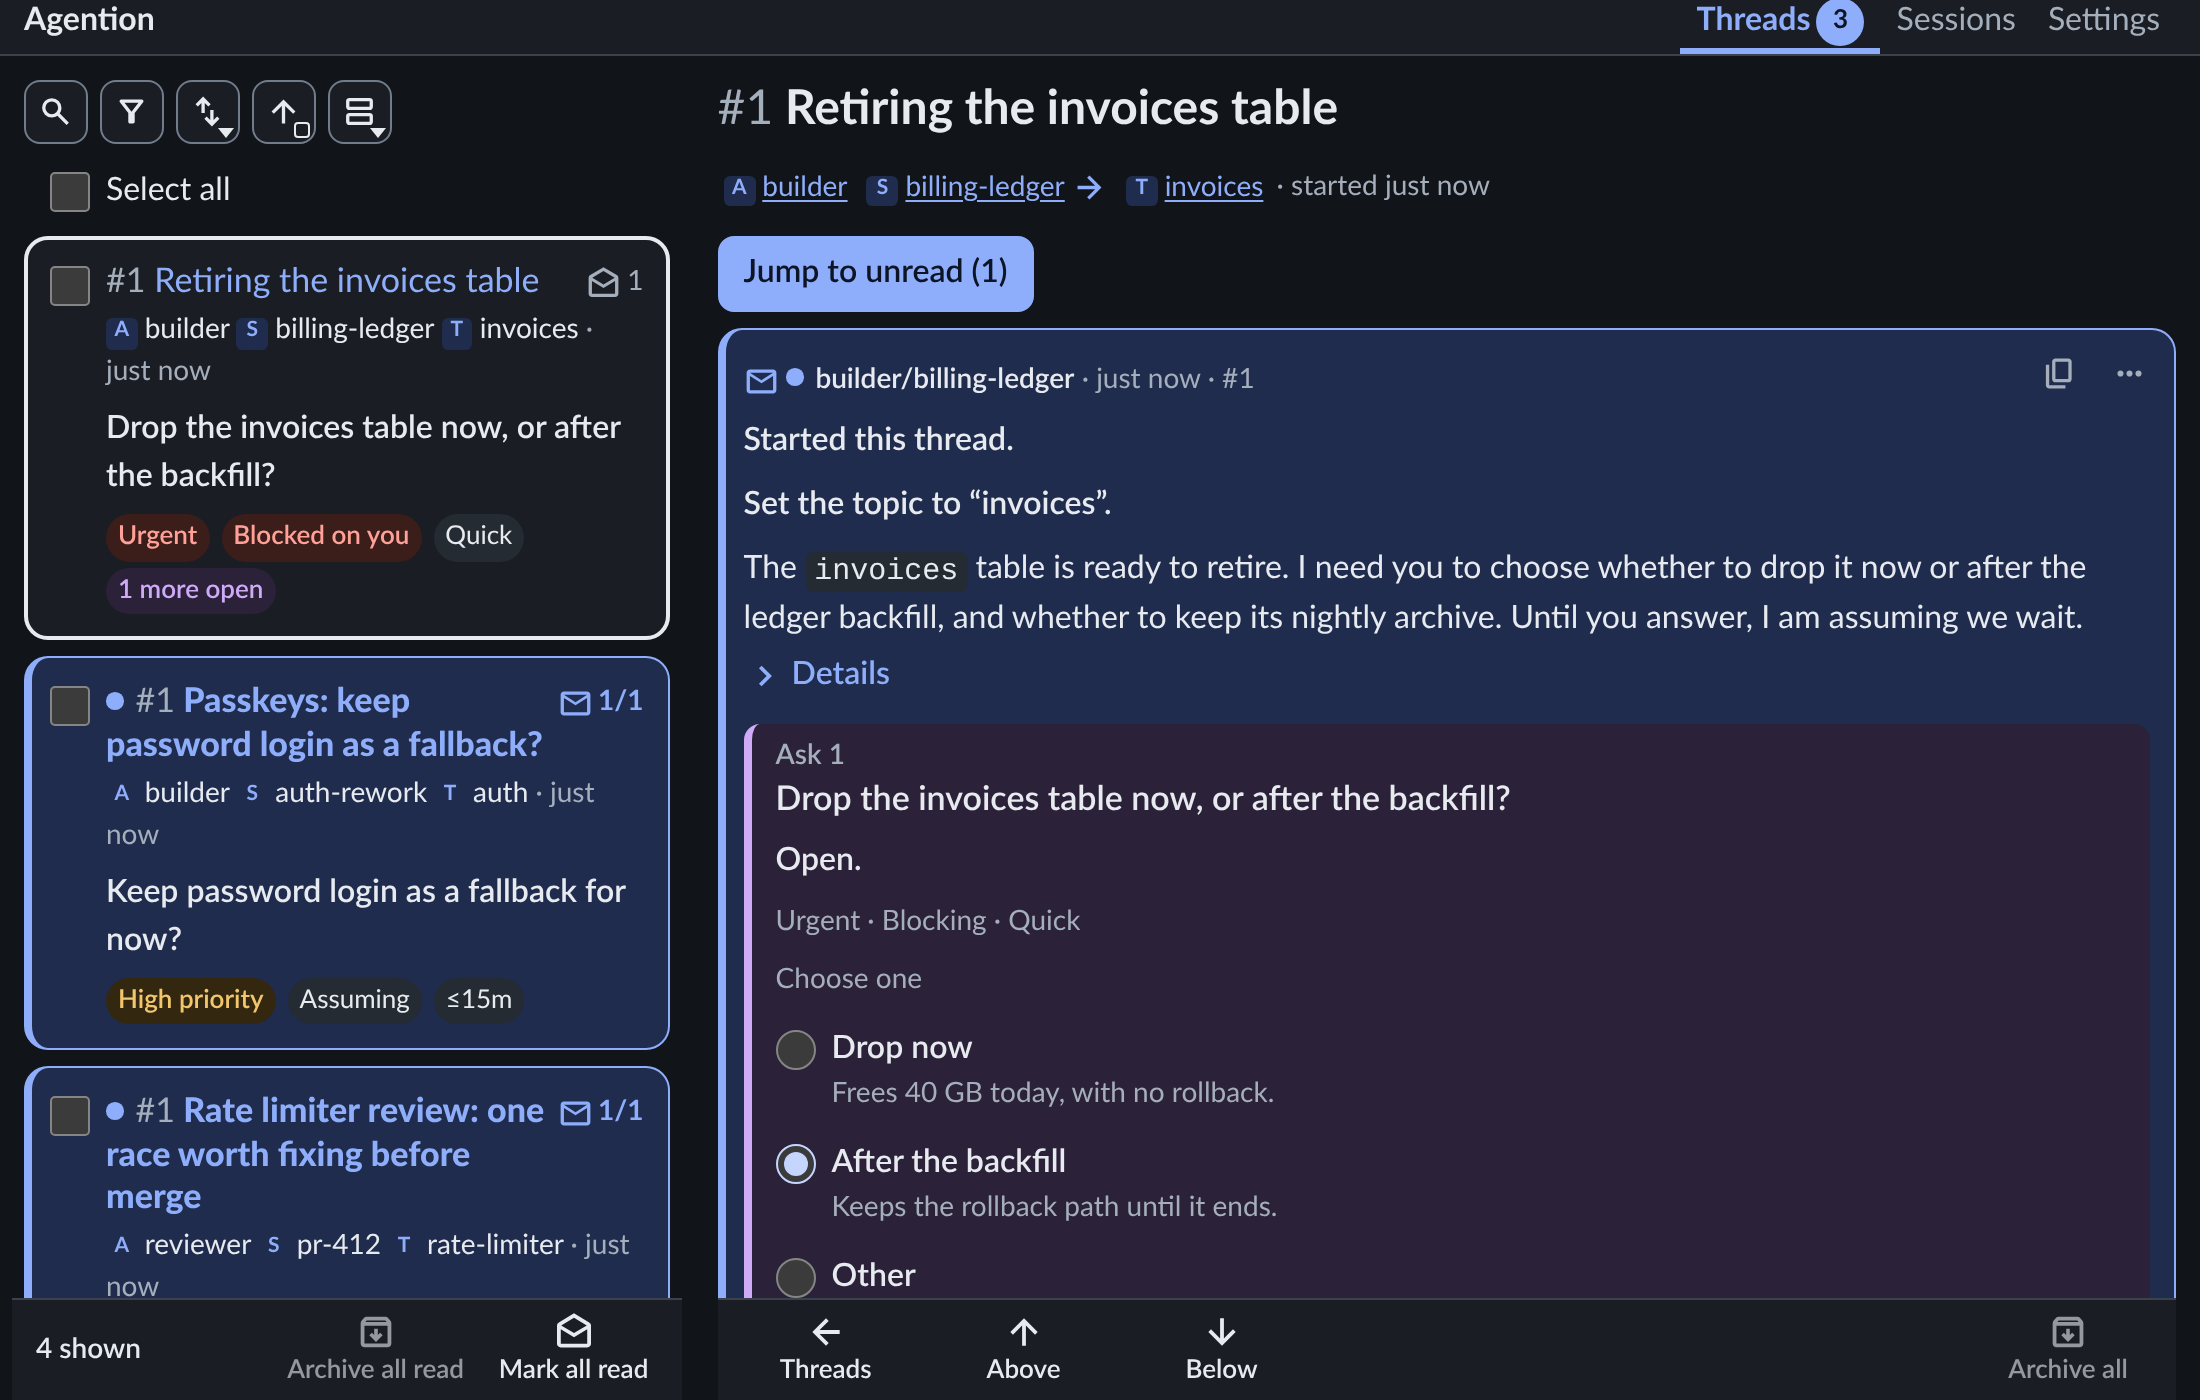 Agention
Threads 3 Sessions Settings
Select all
#1 Retiring the invoices table 1
A builder S billing-ledger T invoices ·
just now
Drop the invoices table now, or after
the backfill?
Urgent Blocked on you Quick
1 more open
#1 Passkeys: keep 1/1
password login as a fallback?
A builder S auth-rework T auth · just
now
Keep password login as a fallback for
now?
High priority Assuming ≤15m
#1 Rate limiter review: one 1/1
race worth fixing before
merge
A reviewer S pr-412 T rate-limiter · just
now
4 shown
Archive all read
Mark all read
#1 Retiring the invoices table
A builder S billing-ledger → T invoices · started just now
Jump to unread (1)
builder/billing-ledger · just now · #1
Started this thread.
Set the topic to “invoices”.
The invoices table is ready to retire. I need you to choose whether to drop it now or after the
ledger backfill, and whether to keep its nightly archive. Until you answer, I am assuming we wait.
Details
Ask 1
Drop the invoices table now, or after the backfill?
Open.
Urgent · Blocking · Quick
Choose one
Drop now
Frees 40 GB today, with no rollback.
After the backfill
Keeps the rollback path until it ends.
Other
Threads
Above
Below
Archive all